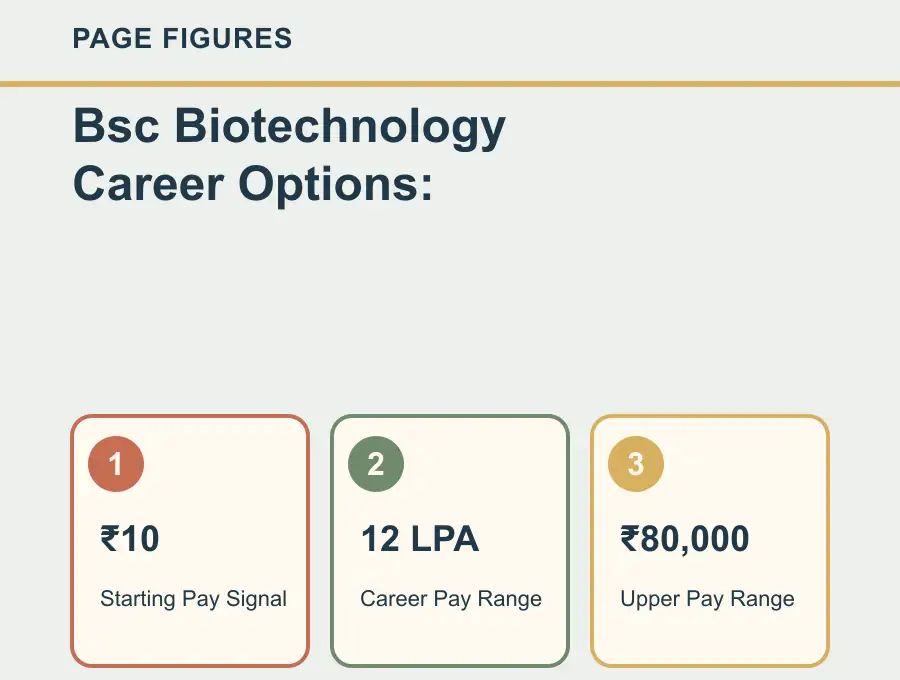 PAGE FIGURES
Bsc Biotechnology
Career Options:
1
₹10
Starting Pay Signal
2
12 LPA
Career Pay Range
3
₹80,000
Upper Pay Range